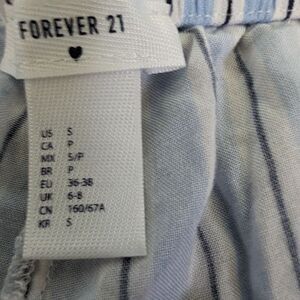 FOREVER 21
US S
CA P
MX S/P
BR P
EU 36-38
UK 6-8
CN 160/67A
KR S